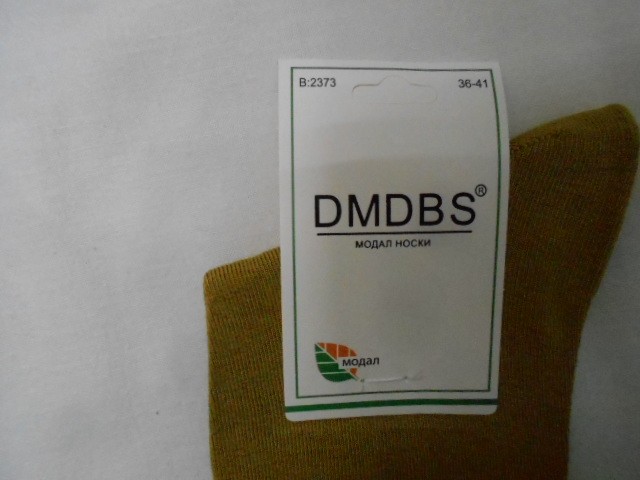 B:2373 36-41
DMDBS®
МОДАЛ НОСКИ
модал